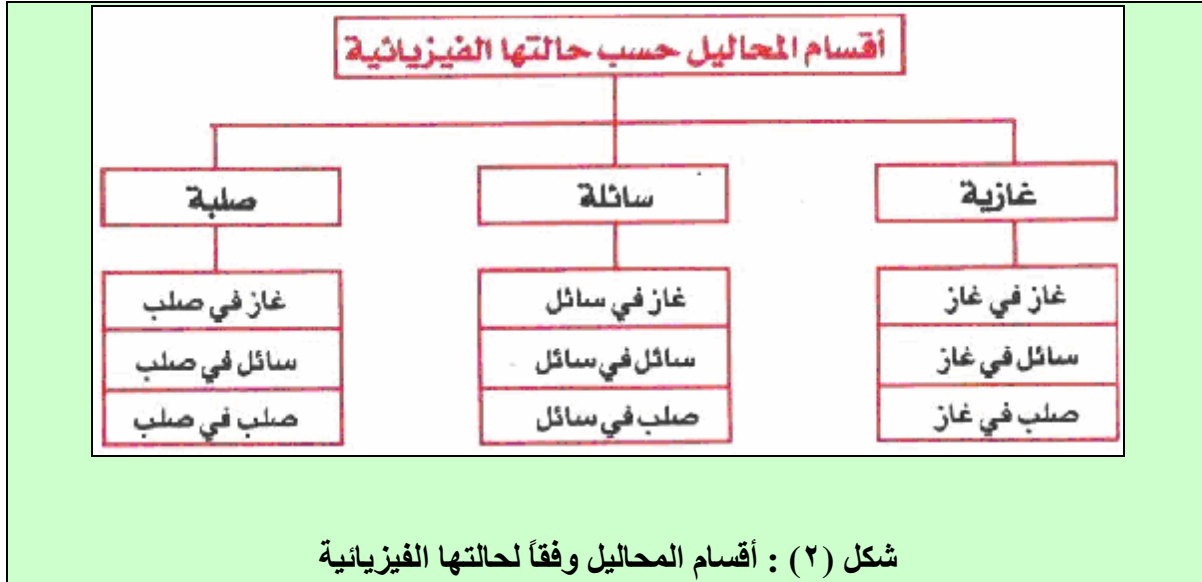 أقسام المحاليل حسب حالتها الفيزيائية
غازية
سائلة
صلبة
غاز في غاز
سائل في غاز
صلب في غاز
غاز في سائل
سائل في سائل
صلب في سائل
غاز في صلب
سائل في صلب
صلب في صلب
شكل (٢) : أقسام المحاليل وفقاً لحالتها الفيزيائية